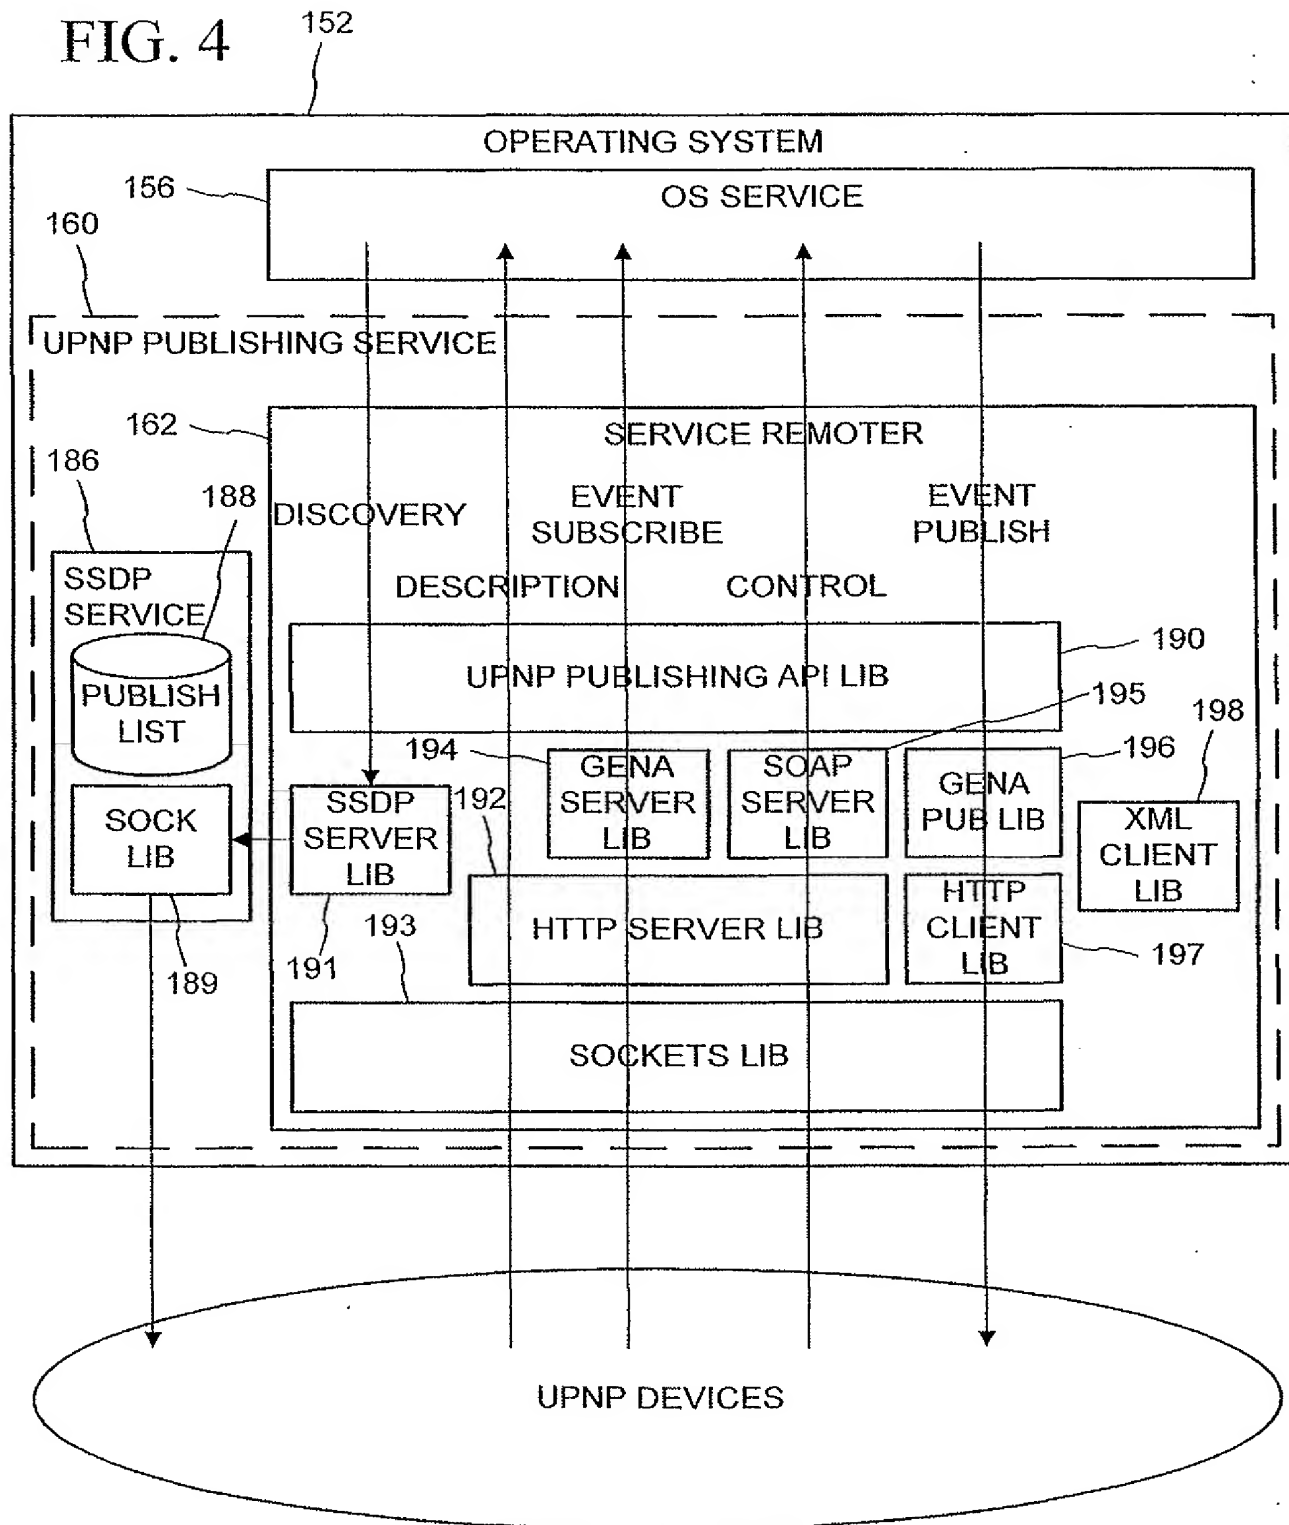 FIG. 4
152
OPERATING SYSTEM
156
OS SERVICE
160
UPNP PUBLISHING SERVICE
162
SERVICE REMOTER
186
188
DISCOVERY
EVENT
SUBSCRIBE
EVENT
PUBLISH
DESCRIPTION
CONTROL
SSDP
SERVICE
PUBLISH
LIST
190
UPNP PUBLISHING API LIB
195
198
194
GENA
SERVER
LIB
SOAP
SERVER
LIB
GENA
PUB LIB
196
SOCK
LIB
SSDP
SERVER
LIB
192
XML
CLIENT
LIB
HTTP SERVER LIB
HTTP
CLIENT
LIB
197
189
191
193
SOCKETS LIB
UPNP DEVICES